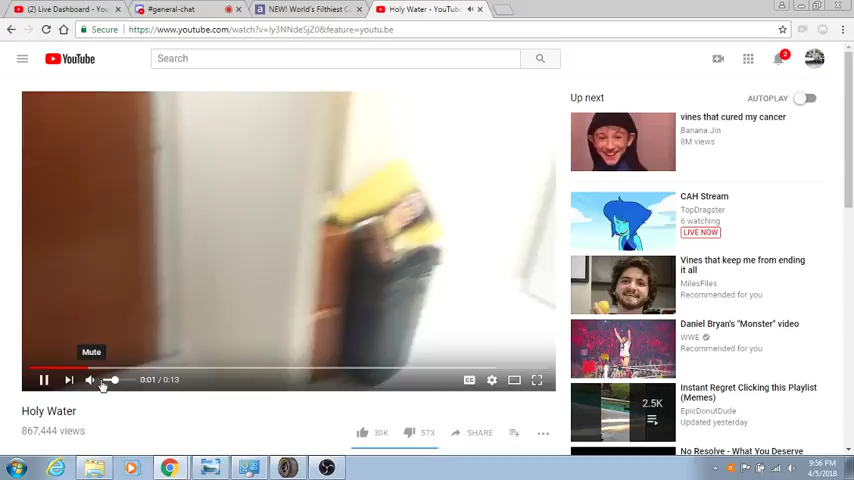 (2) Live Dashboard - You
#general-chat
NEW! World's Filthiest C
Holy Water - YouTube
Secure
https://www.youtube.com/watch?v=Iy3NNdeSjZ0&feature=youtu.be
YouTube
Search
2
Up next
AUTOPLAY
vines that cured my cancer
Banana Jin
8M views
CAH Stream
TopDragster
6 watching
LIVE NOW
Vines that keep me from ending
it all
MilesFiles
Recommended for you
Daniel Bryan's "Monster" video
WWE
Recommended for you
2.5K
Instant Regret Clicking this Playlist
(Memes)
EpicDonutDude
Updated yesterday
No Resolve - What You Deserve
Mute
0:01 / 0:13
CC
Holy Water
867,444 views
30K
573
SHARE
9:56 PM
4/5/2018